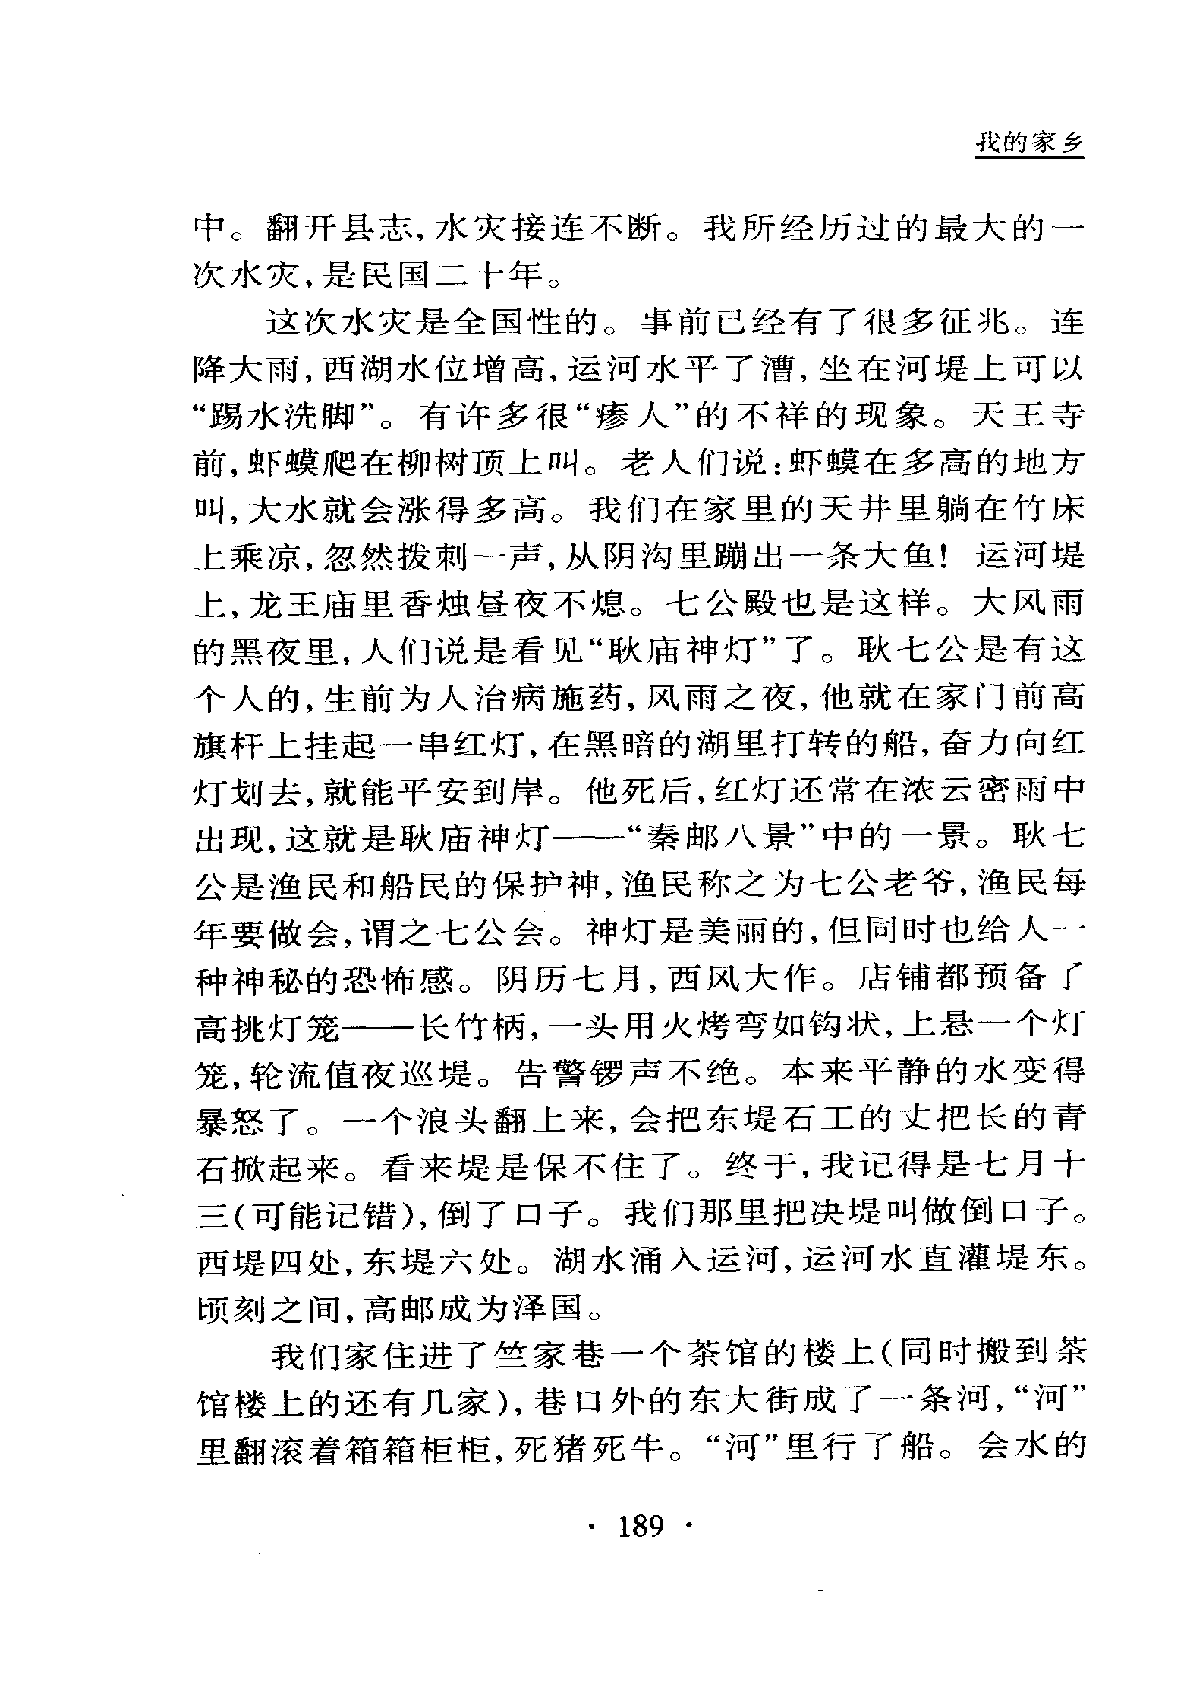 我的家乡
中。翻开县志,水灾接连不断。我所经历过的最大的一
次水灾,是民国二十年。
这次水灾是全国性的。事前已经有了很多征兆。连
降大雨,西湖水位增高,运河水平了漕,坐在河堤上可以
“踢水洗脚”。有许多很“瘆人”的不祥的现象。天王寺
前,虾蟆爬在柳树顶上叫。老人们说:虾蟆在多高的地方
叫,大水就会涨得多高。我们在家里的天井里躺在竹床
上乘凉,忽然拨刺一声,从阴沟里蹦出一条大鱼!运河堤
上,龙王庙里香烛昼夜不熄。七公殿也是这样。大风雨
的黑夜里,人们说是看见“耿庙神灯”了。耿七公是有这
个人的,生前为人治病施药,风雨之夜,他就在家门前高
旗杆上挂起一串红灯,在黑暗的湖里打转的船,奋力向红
灯划去,就能平安到岸。他死后,红灯还常在浓云密雨中
出现,这就是耿庙神灯——“秦邮八景”中的一景。耿七
公是渔民和船民的保护神,渔民称之为七公老爷,渔民每
年要做会,谓之七公会。神灯是美丽的,但同时也给人一
种神秘的恐怖感。阴历七月,西风大作。店铺都预备了
高挑灯笼——长竹柄,一头用火烤弯如钩状,上悬一个灯
笼,轮流值夜巡堤。告警锣声不绝。本来平静的水变得
暴怒了。一个浪头翻上来,会把东堤石工的丈把长的青
石掀起来。看来堤是保不住了。终于,我记得是七月十
三(可能记错),倒了口子。我们那里把决堤叫做倒口子。
西堤四处,东堤六处。湖水涌入运河,运河水直灌堤东。
顷刻之间,高邮成为泽国。
我们家住进了竺家巷一个茶馆的楼上(同时搬到茶
馆楼上的还有几家),巷口外的东大街成了一条河,“河”
里翻滚着箱箱柜柜,死猪死牛。“河”里行了船。会水的
· 189 ·